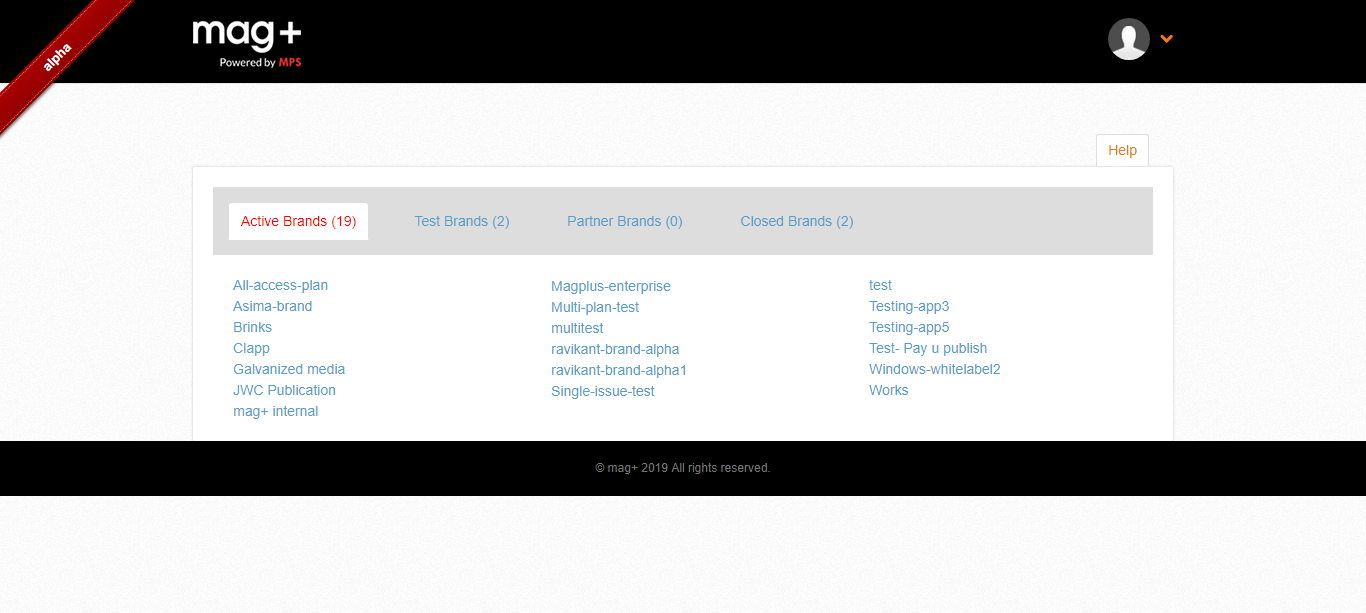 alpha
mag+
Powered by MPS
Help
Active Brands (19) Test Brands (2) Partner Brands (0) Closed Brands (2)
All-access-plan
Asima-brand
Brinks
Clapp
Galvanized media
JWC Publication
mag+ internal
Magplus-enterprise
Multi-plan-test
multitest
ravikant-brand-alpha
ravikant-brand-alpha1
Single-issue-test
test
Testing-app3
Testing-app5
Test- Pay u publish
Windows-whitelabel2
Works
© mag+ 2019 All rights reserved.